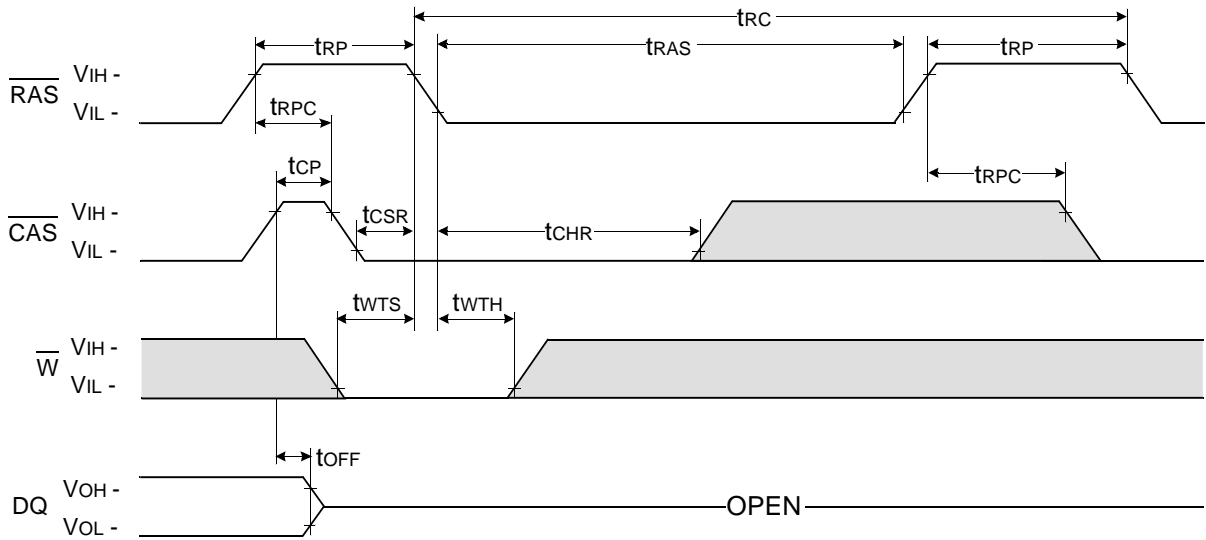 tRC
tRP
tRAS
tRP
RAS
VIH -
VIL -
tRPC
tCP
tRPC
CAS
VIH -
VIL -
tCSR
tCHR
tWTS
tWTH
W
VIH -
VIL -
tOFF
DQ
VOH -
VOL -
OPEN